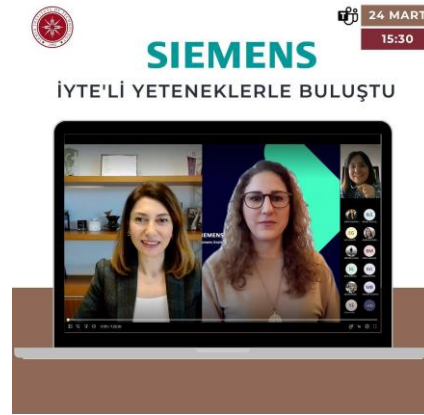 24 MART
15:30
SIEMENS
İYTE'Lİ YETENEKLERLE BULUŞTU
SIEMENS